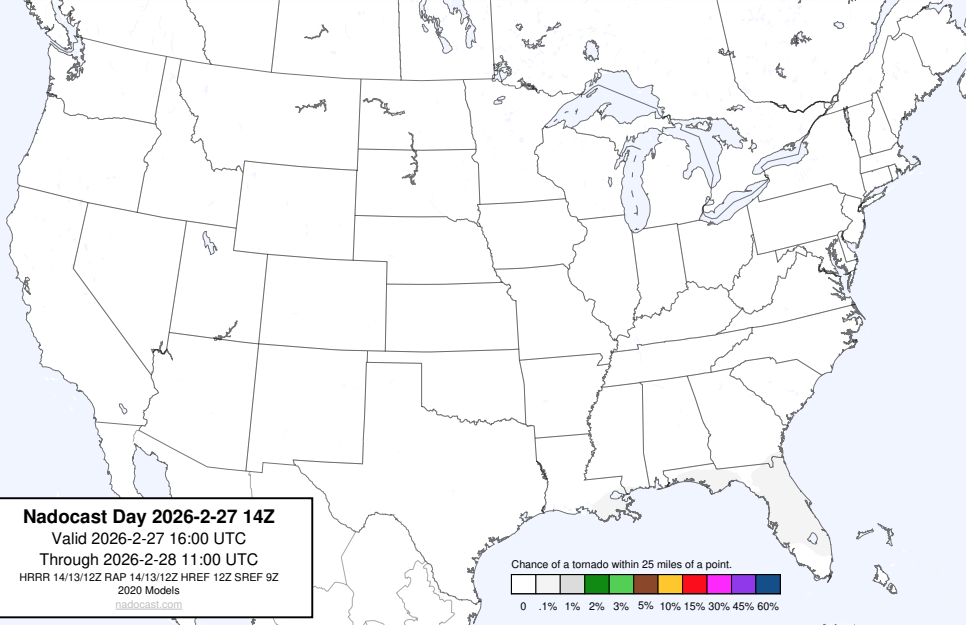 Nadocast Day 2026-2-27 14Z
Valid 2026-2-27 16:00 UTC
Through 2026-2-28 11:00 UTC
HRRR 14/13/12Z RAP 14/13/12Z HREF 12Z SREF 9Z
2020 Models
nadocast.com
Chance of a tornado within 25 miles of a point.
0 .1% 1% 2% 3% 5% 10% 15% 30% 45% 60%